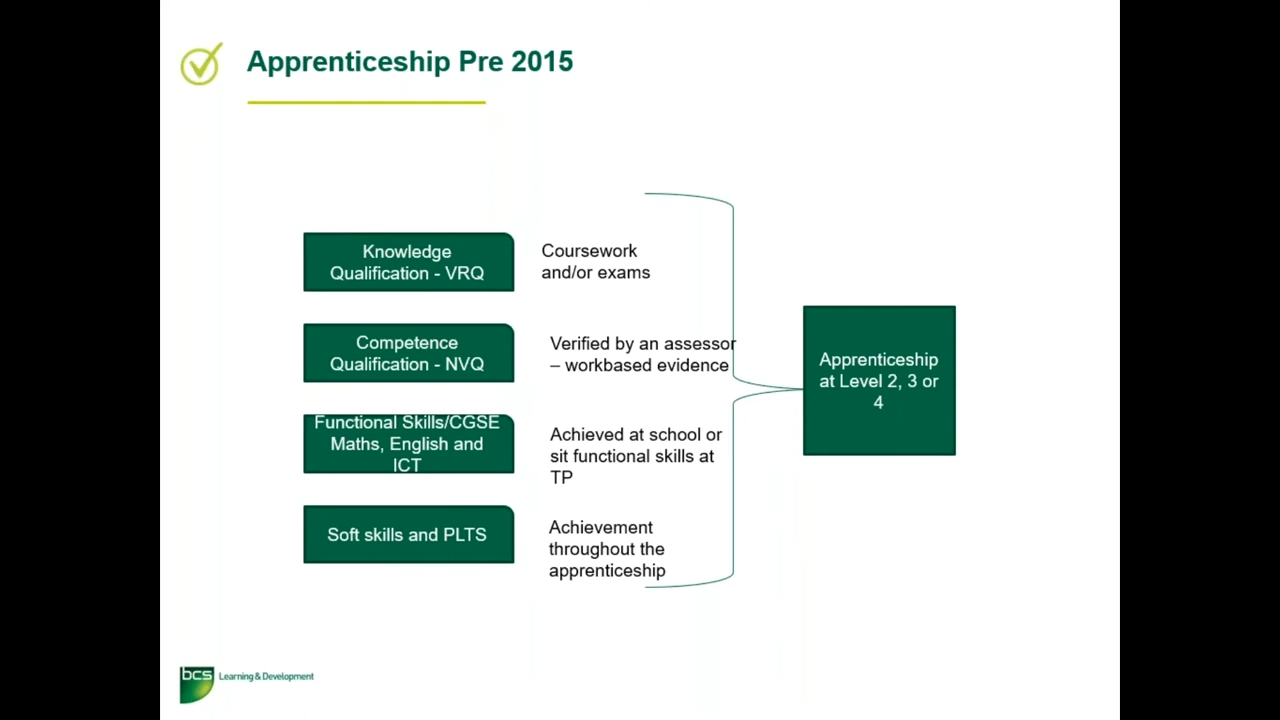 Apprenticeship Pre 2015
Knowledge
Qualification - VRQ
Coursework
and/or exams
Competence
Qualification - NVQ
Verified by an assessor
– workbased evidence
Functional Skills/CGSE
Maths, English and
ICT
Achieved at school or
sit functional skills at
TP
Soft skills and PLTS
Achievement
throughout the
apprenticeship
Apprenticeship
at Level 2, 3 or
4
bcs Learning & Development